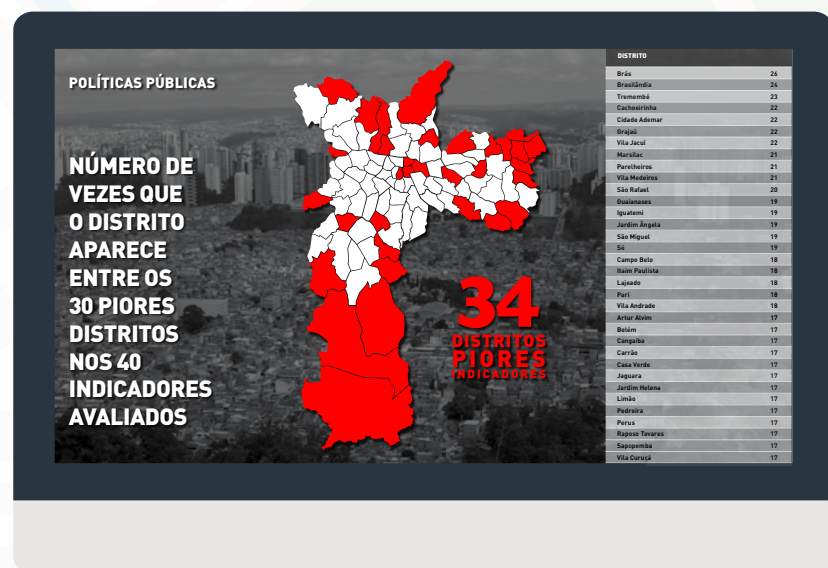 POLÍTICAS PÚBLICAS
NÚMERO DE
VEZES QUE
O DISTRITO
APARECE
ENTRE OS
30 PIORES
DISTRITOS
NOS 40
INDICADORES
AVALIADOS
34
DISTRITOS
PIORES
INDICADORES
DISTRITO
Brás 26
Brasilândia 24
Tremembé 23
Cachoeirinha 22
Cidade Ademar 22
Grajaú 22
Vila Jacuí 22
Marsilac 21
Parelheiros 21
Vila Medeiros 21
São Rafael 20
Guaianases 19
Iguatemi 19
Jardim Ângela 19
São Miguel 19
Sé 19
Campo Belo 18
Itaim Paulista 18
Lajeado 18
Pari 18
Vila Andrade 18
Artur Alvim 17
Belém 17
Cangaíba 17
Carrão 17
Casa Verde 17
Jaguara 17
Jardim Helena 17
Limão 17
Pedreira 17
Perus 17
Raposo Tavares 17
Sapopemba 17
Vila Curuçá 17